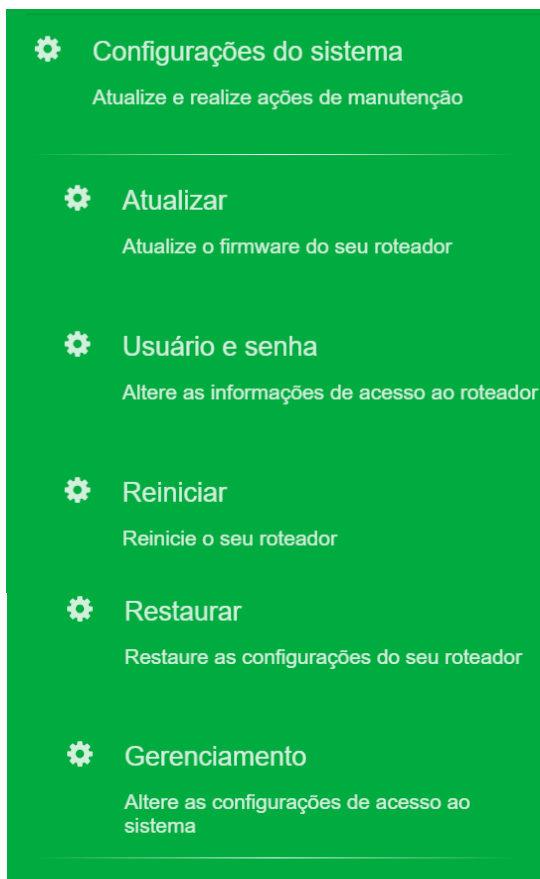 Configurações do sistema
Atualize e realize ações de manutenção
Atualizar
Atualize o firmware do seu roteador
Usuário e senha
Altere as informações de acesso ao roteador
Reiniciar
Reinicie o seu roteador
Restaurar
Restaure as configurações do seu roteador
Gerenciamento
Altere as configurações de acesso ao
sistema